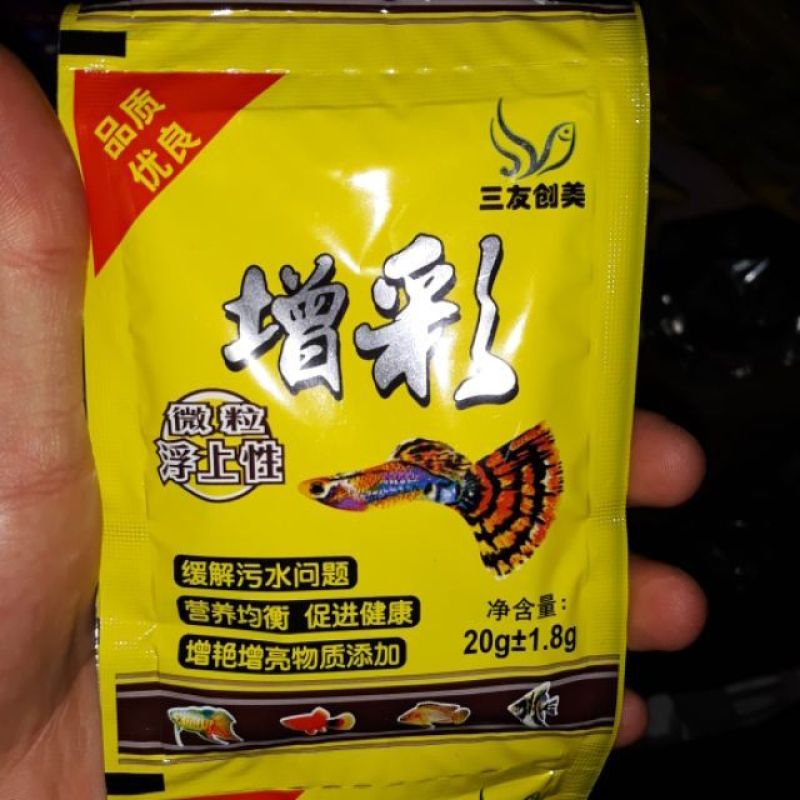 品质
优良
三友创美
增彩
微粒
浮上性
缓解污水问题
营养均衡 促进健康
增艳增亮物质添加
净含量:
20g±1.8g